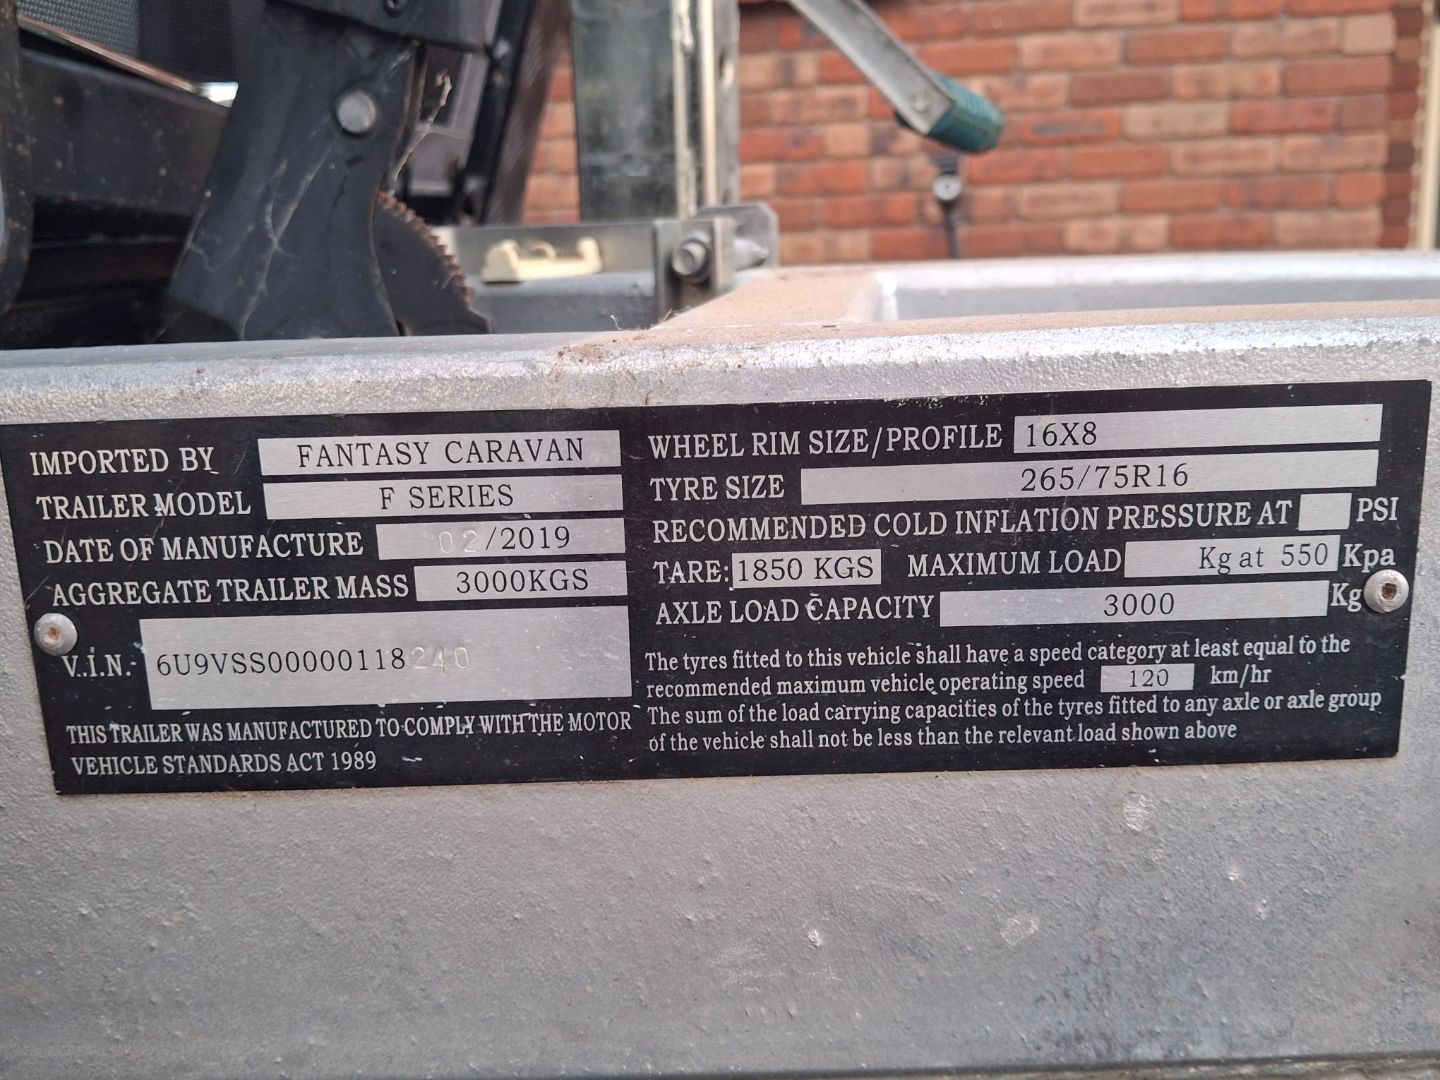 IMPORTED BY FANTASY CARAVAN
TRAILER MODEL F SERIES
DATE OF MANUFACTURE 02/2019
AGGREGATE TRAILER MASS 3000KGS
V.I.N. 6U9VSS00000118240
THIS TRAILER WAS MANUFACTURED TO COMPLY WITH THE MOTOR
VEHICLE STANDARDS ACT 1989
WHEEL RIM SIZE/PROFILE 16X8
TYRE SIZE 265/75R16
RECOMMENDED COLD INFLATION PRESSURE AT PSI
TARE: 1850 KGS MAXIMUM LOAD Kg at 550 Kpa
AXLE LOAD CAPACITY 3000 Kg
The tyres fitted to this vehicle shall have a speed category at least equal to the
recommended maximum vehicle operating speed 120 km/hr
The sum of the load carrying capacities of the tyres fitted to any axle or axle group
of the vehicle shall not be less than the relevant load shown above